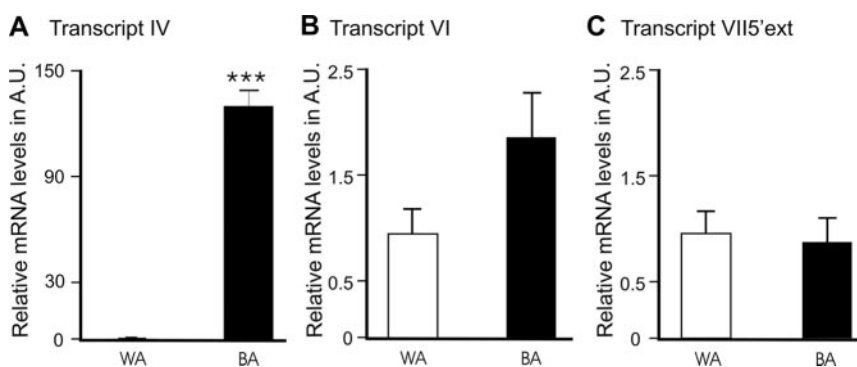 A Transcript IV
Relative mRNA levels in A.U.
150
90
30
0
***
WA BA
B Transcript VI
Relative mRNA levels in A.U.
2.5
1.5
0.5
0
WA BA
C Transcript VII5'ext
Relative mRNA levels in A.U.
2.5
1.5
0.5
0
WA BA